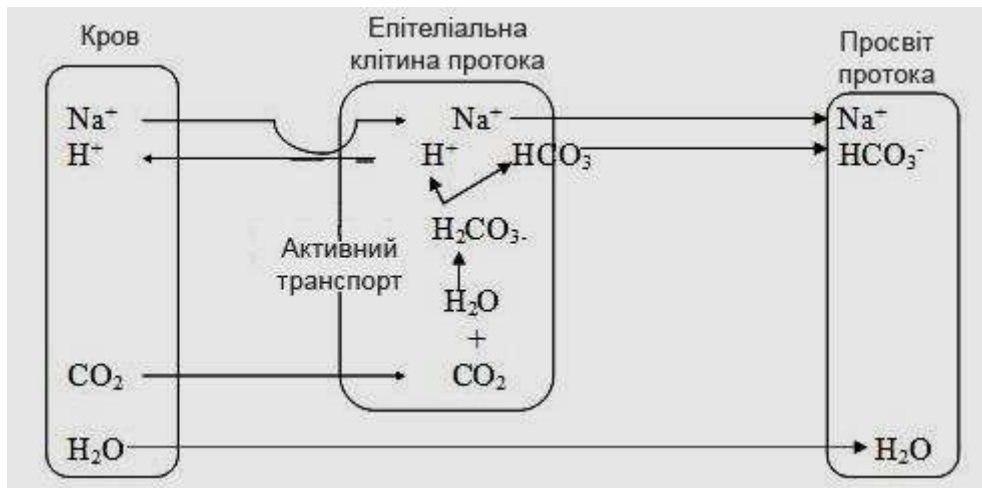 Кров
Епітеліальна
клітина протока
Просвіт
протока
Na⁺ Na⁺ Na⁺
H⁺ H⁺ HCO₃ HCO₃⁻
H₂CO₃-
Активний
транспорт
H₂O
+
CO₂ CO₂
H₂O H₂O